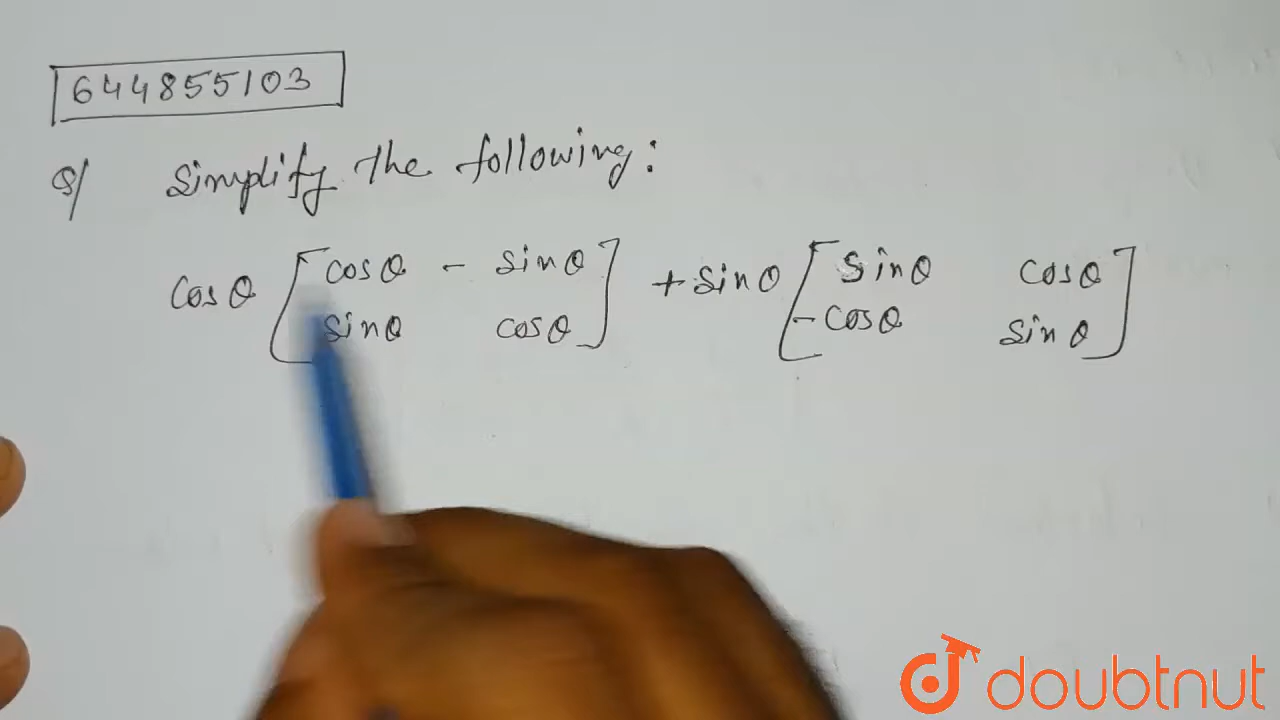 644855103
Q/ Simplify the following:
cosθ [ cosθ - sinθ ] + sinθ [ sinθ cosθ ]
sinθ cosθ - cosθ sinθ
doubtnut